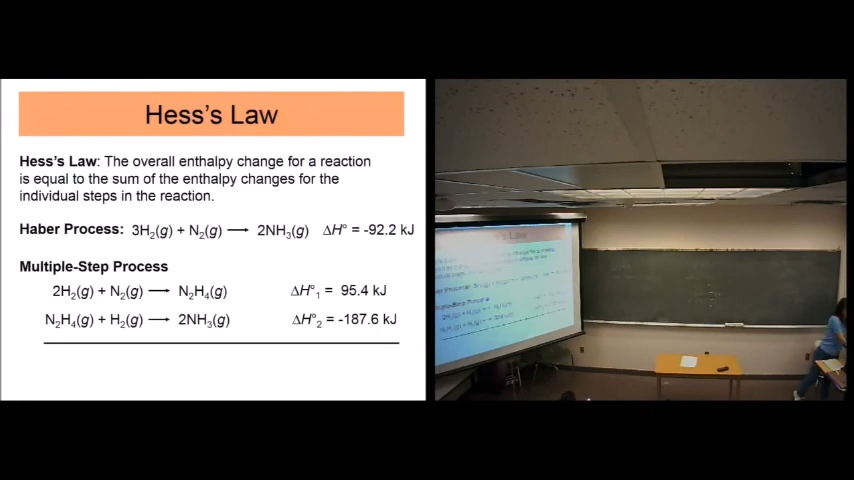 Hess's Law
Hess's Law: The overall enthalpy change for a reaction
is equal to the sum of the enthalpy changes for the
individual steps in the reaction.
Haber Process: 3H₂(g) + N₂(g) ⟶ 2NH₃(g) ΔH° = -92.2 kJ
Multiple-Step Process
2H₂(g) + N₂(g) ⟶ N₂H₄(g) ΔH°₁ = 95.4 kJ
N₂H₄(g) + H₂(g) ⟶ 2NH₃(g) ΔH°₂ = -187.6 kJ